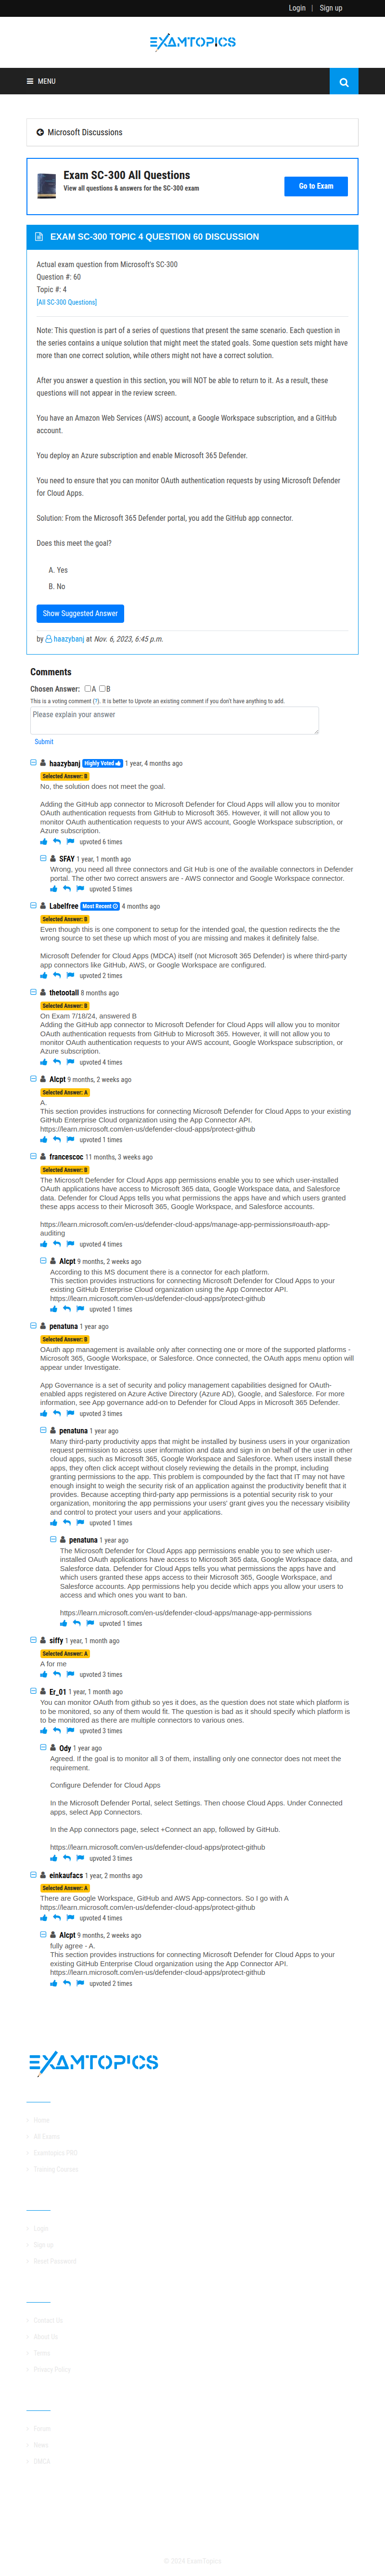 Login | Sign up
EXAMTOPICS
MENU
Microsoft Discussions
Exam SC-300 All Questions
View all questions & answers for the SC-300 exam
Go to Exam
EXAM SC-300 TOPIC 4 QUESTION 60 DISCUSSION
Actual exam question from Microsoft's SC-300
Question #: 60
Topic #: 4
[All SC-300 Questions]
Note: This question is part of a series of questions that present the same scenario. Each question in
the series contains a unique solution that might meet the stated goals. Some question sets might have
more than one correct solution, while others might not have a correct solution.
After you answer a question in this section, you will NOT be able to return to it. As a result, these
questions will not appear in the review screen.
You have an Amazon Web Services (AWS) account, a Google Workspace subscription, and a GitHub
account.
You deploy an Azure subscription and enable Microsoft 365 Defender.
You need to ensure that you can monitor OAuth authentication requests by using Microsoft Defender
for Cloud Apps.
Solution: From the Microsoft 365 Defender portal, you add the GitHub app connector.
Does this meet the goal?
A. Yes
B. No
Show Suggested Answer
by haazybanj at Nov. 6, 2023, 6:45 p.m.
Comments
Chosen Answer: A B
This is a voting comment (?). It is better to Upvote an existing comment if you don't have anything to add.
Please explain your answer
Submit
haazybanj Highly Voted 1 year, 4 months ago
Selected Answer: B
No, the solution does not meet the goal.
Adding the GitHub app connector to Microsoft Defender for Cloud Apps will allow you to monitor
OAuth authentication requests from GitHub to Microsoft 365. However, it will not allow you to
monitor OAuth authentication requests to your AWS account, Google Workspace subscription, or
Azure subscription.
upvoted 6 times
SFAY 1 year, 1 month ago
Wrong, you need all three connectors and Git Hub is one of the available connectors in Defender
portal. The other two correct answers are - AWS connector and Google Workspace connector.
upvoted 5 times
Labelfree Most Recent 4 months ago
Selected Answer: B
Even though this is one component to setup for the intended goal, the question redirects the the
wrong source to set these up which most of you are missing and makes it definitely false.
Microsoft Defender for Cloud Apps (MDCA) itself (not Microsoft 365 Defender) is where third-party
app connectors like GitHub, AWS, or Google Workspace are configured.
upvoted 2 times
thetootall 8 months ago
Selected Answer: B
On Exam 7/18/24, answered B
Adding the GitHub app connector to Microsoft Defender for Cloud Apps will allow you to monitor
OAuth authentication requests from GitHub to Microsoft 365. However, it will not allow you to
monitor OAuth authentication requests to your AWS account, Google Workspace subscription, or
Azure subscription.
upvoted 4 times
Alcpt 9 months, 2 weeks ago
Selected Answer: A
A.
This section provides instructions for connecting Microsoft Defender for Cloud Apps to your existing
GitHub Enterprise Cloud organization using the App Connector API.
https://learn.microsoft.com/en-us/defender-cloud-apps/protect-github
upvoted 1 times
francescoc 11 months, 3 weeks ago
Selected Answer: B
The Microsoft Defender for Cloud Apps app permissions enable you to see which user-installed
OAuth applications have access to Microsoft 365 data, Google Workspace data, and Salesforce
data. Defender for Cloud Apps tells you what permissions the apps have and which users granted
these apps access to their Microsoft 365, Google Workspace, and Salesforce accounts.
https://learn.microsoft.com/en-us/defender-cloud-apps/manage-app-permissions#oauth-app-
auditing
upvoted 4 times
Alcpt 9 months, 2 weeks ago
According to this MS document there is a connector for each platform.
This section provides instructions for connecting Microsoft Defender for Cloud Apps to your
existing GitHub Enterprise Cloud organization using the App Connector API.
https://learn.microsoft.com/en-us/defender-cloud-apps/protect-github
upvoted 1 times
penatuna 1 year ago
Selected Answer: B
OAuth app management is available only after connecting one or more of the supported platforms -
Microsoft 365, Google Workspace, or Salesforce. Once connected, the OAuth apps menu option will
appear under Investigate.
App Governance is a set of security and policy management capabilities designed for OAuth-
enabled apps registered on Azure Active Directory (Azure AD), Google, and Salesforce. For more
information, see App governance add-on to Defender for Cloud Apps in Microsoft 365 Defender.
upvoted 3 times
penatuna 1 year ago
Many third-party productivity apps that might be installed by business users in your organization
request permission to access user information and data and sign in on behalf of the user in other
cloud apps, such as Microsoft 365, Google Workspace and Salesforce. When users install these
apps, they often click accept without closely reviewing the details in the prompt, including
granting permissions to the app. This problem is compounded by the fact that IT may not have
enough insight to weigh the security risk of an application against the productivity benefit that it
provides. Because accepting third-party app permissions is a potential security risk to your
organization, monitoring the app permissions your users' grant gives you the necessary visibility
and control to protect your users and your applications.
upvoted 1 times
penatuna 1 year ago
The Microsoft Defender for Cloud Apps app permissions enable you to see which user-
installed OAuth applications have access to Microsoft 365 data, Google Workspace data, and
Salesforce data. Defender for Cloud Apps tells you what permissions the apps have and
which users granted these apps access to their Microsoft 365, Google Workspace, and
Salesforce accounts. App permissions help you decide which apps you allow your users to
access and which ones you want to ban.
https://learn.microsoft.com/en-us/defender-cloud-apps/manage-app-permissions
upvoted 1 times
siffy 1 year, 1 month ago
Selected Answer: A
A for me
upvoted 3 times
Er_01 1 year, 1 month ago
You can monitor OAuth from github so yes it does, as the question does not state which platform is
to be monitored, so any of them would fit. The question is bad as it should specify which platform is
to be monitored as there are multiple connectors to various ones.
upvoted 3 times
Ody 1 year ago
Agreed. If the goal is to monitor all 3 of them, installing only one connector does not meet the
requirement.
Configure Defender for Cloud Apps
In the Microsoft Defender Portal, select Settings. Then choose Cloud Apps. Under Connected
apps, select App Connectors.
In the App connectors page, select +Connect an app, followed by GitHub.
https://learn.microsoft.com/en-us/defender-cloud-apps/protect-github
upvoted 3 times
einkaufacs 1 year, 2 months ago
Selected Answer: A
There are Google Workspace, GitHub and AWS App-connectors. So I go with A
https://learn.microsoft.com/en-us/defender-cloud-apps/protect-github
upvoted 4 times
Alcpt 9 months, 2 weeks ago
fully agree - A.
This section provides instructions for connecting Microsoft Defender for Cloud Apps to your
existing GitHub Enterprise Cloud organization using the App Connector API.
https://learn.microsoft.com/en-us/defender-cloud-apps/protect-github
upvoted 2 times
EXAMTOPICS
Home
All Exams
Examtopics PRO
Training Courses
Login
Sign up
Reset Password
Contact Us
About Us
Terms
Privacy Policy
Forum
News
DMCA
© 2024 ExamTopics